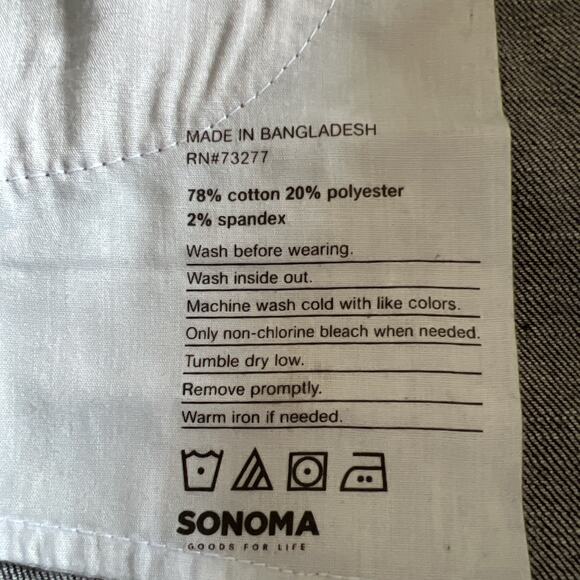 MADE IN BANGLADESH
RN#73277
78% cotton 20% polyester
2% spandex
Wash before wearing.
Wash inside out.
Machine wash cold with like colors.
Only non-chlorine bleach when needed.
Tumble dry low.
Remove promptly.
Warm iron if needed.
SONOMA
GOODS FOR LIFE